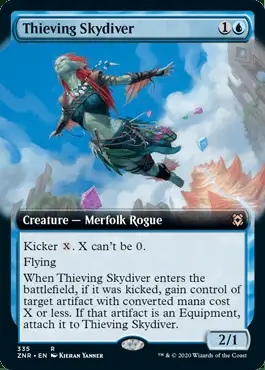 Thieving Skydiver 1
Creature — Merfolk Rogue
Kicker X. X can't be 0.
Flying
When Thieving Skydiver enters the
battlefield, if it was kicked, gain control of
target artifact with converted mana cost
X or less. If that artifact is an Equipment,
attach it to Thieving Skydiver.
2/1
335 R
ZNR • EN KIERAN YANNER ™ & © 2020 Wizards of the Coast